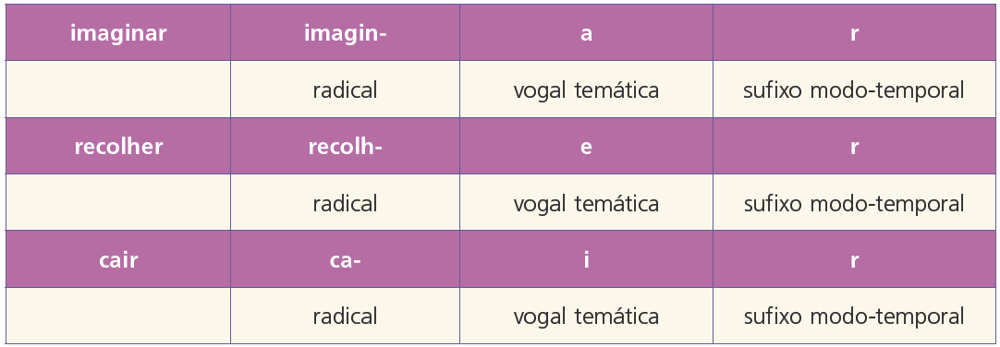 imaginar imagin- a r
radical vogal temática sufixo modo-temporal
recolher recolh- e r
radical vogal temática sufixo modo-temporal
cair ca- i r
radical vogal temática sufixo modo-temporal